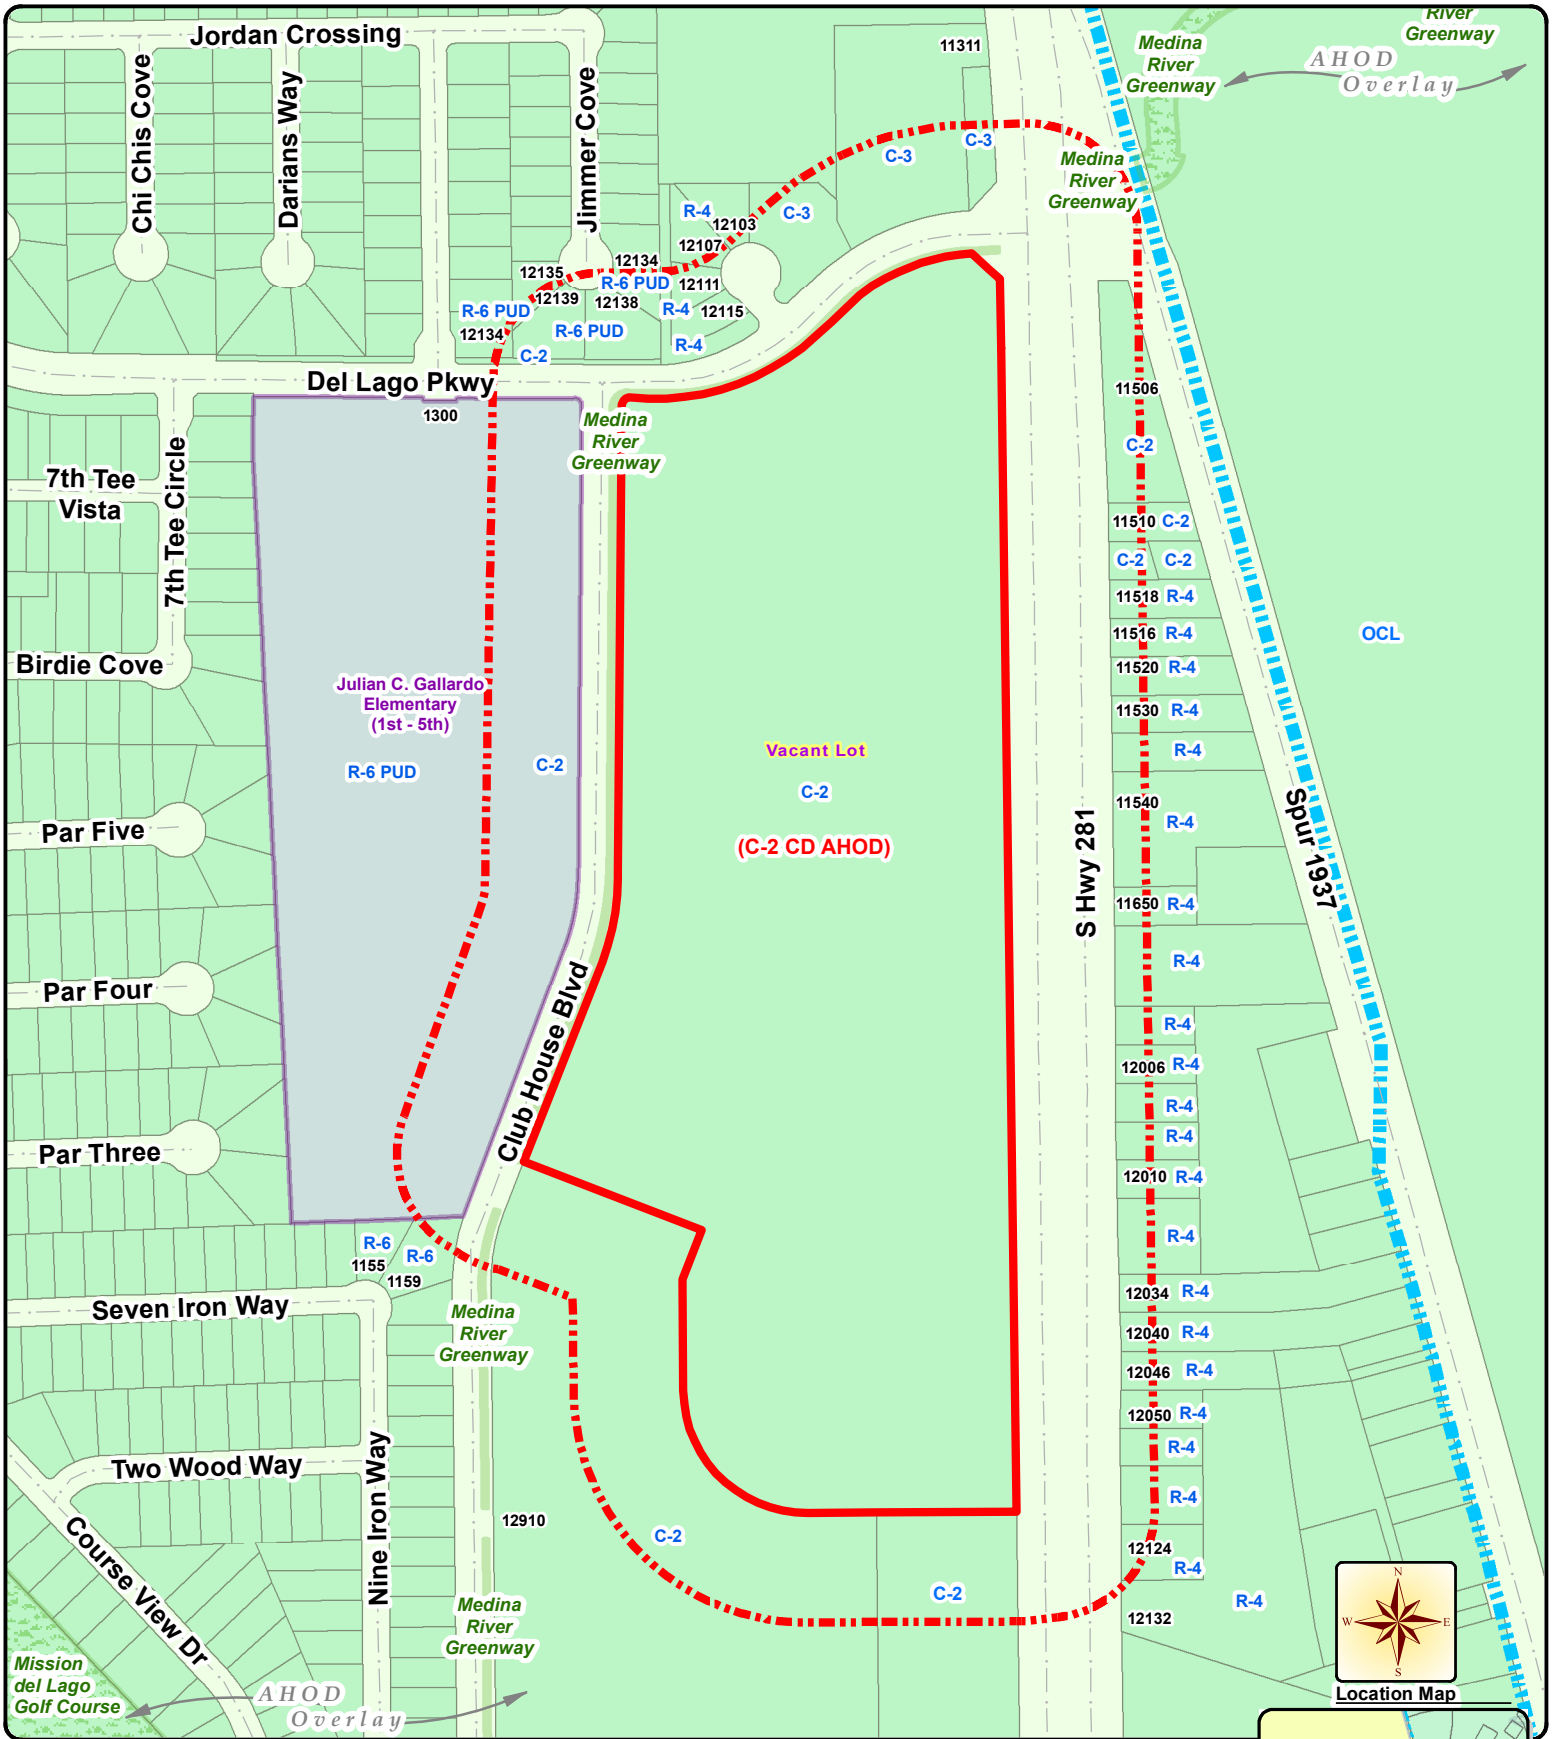 River
Greenway
Jordan Crossing
11311
Medina
River
Greenway
AHOD
Overlay
Chi Chis Cove
Darians Way
Jimmer Cove
C-3
C-3
Medina
River
Greenway
R-4
C-3
12103
12107
12134
12135
R-6 PUD
12111
12139
12138
R-6 PUD
R-4
12115
12134
R-6 PUD
R-4
C-2
Del Lago Pkwy
1300
11506
Medina
River
Greenway
C-2
7th Tee
Vista
7th Tee Circle
11510
C-2
C-2
C-2
11518
R-4
11516
R-4
OCL
Birdie Cove
11520
R-4
Julian C. Gallardo
Elementary
(1st - 5th)
11530
R-4
Vacant Lot
R-4
R-6 PUD
C-2
C-2
11540
R-4
Par Five
(C-2 CD AHOD)
S Hwy 281
Spur 1937
11650
R-4
R-4
Par Four
Club House Blvd
R-4
12006
R-4
R-4
R-4
Par Three
12010
R-4
R-6
R-6
R-4
1155
1159
12034
R-4
Seven Iron Way
Medina
River
Greenway
12040
R-4
12046
R-4
12050
R-4
R-4
Two Wood Way
Nine Iron Way
R-4
12910
C-2
12124
R-4
Course View Dr
C-2
R-4
Medina
River
Greenway
12132
N
W
E
S
Mission
del Lago
Golf Course
AHOD
Overlay
Location Map